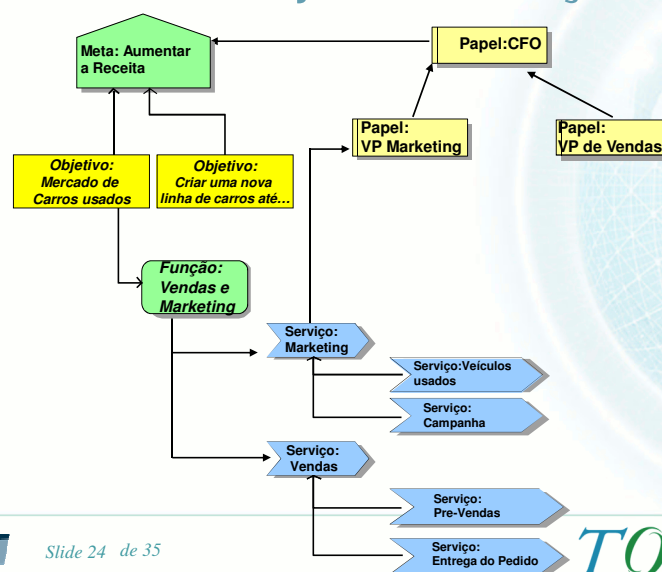 Meta: Aumentar
a Receita
Papel:CFO
Papel:
VP Marketing
Papel:
VP de Vendas
Objetivo:
Mercado de
Carros usados
Objetivo:
Criar uma nova
linha de carros até…
Função:
Vendas e
Marketing
Serviço:
Marketing
Serviço:Veículos
usados
Serviço:
Campanha
Serviço:
Vendas
Serviço:
Pre-Vendas
Serviço:
Entrega do Pedido
Slide 24 de 35
TO